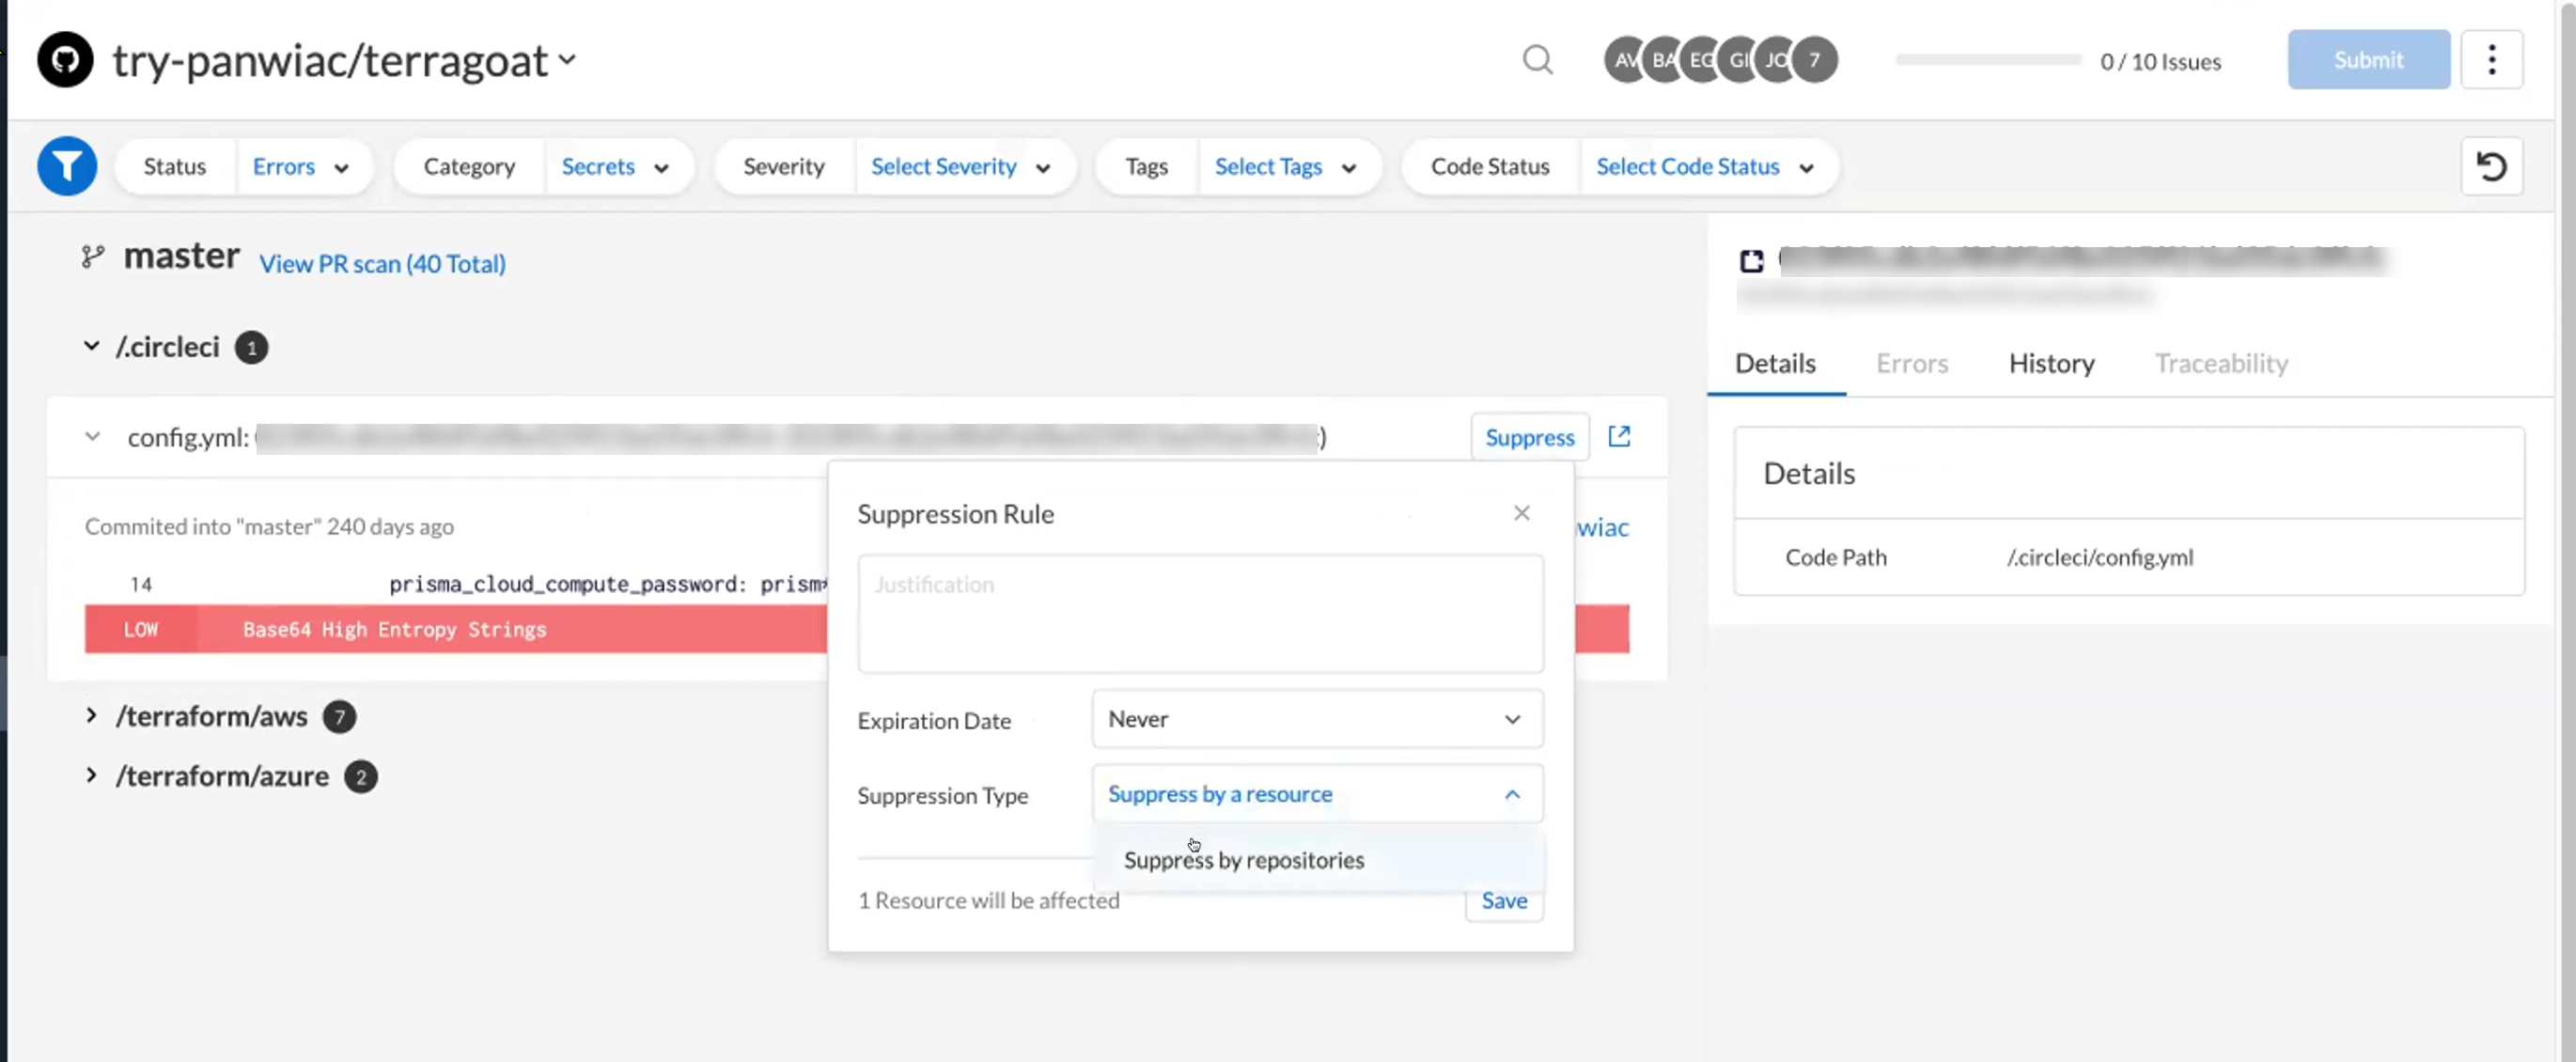 try-panwiac/terragoat
AV BA EG GI JO 7
0 / 10 Issues
Submit
Status Errors
Category Secrets
Severity Select Severity
Tags Select Tags
Code Status Select Code Status
master View PR scan (40 Total)
/.circleci 1
config.yml: )
Suppress
Commited into "master" 240 days ago
wiac
14 prisma_cloud_compute_password: prism
LOW Base64 High Entropy Strings
/terraform/aws 7
/terraform/azure 2
Suppression Rule
Justification
Expiration Date Never
Suppression Type Suppress by a resource
Suppress by repositories
1 Resource will be affected
Save
Details Errors History Traceability
Details
Code Path /.circleci/config.yml